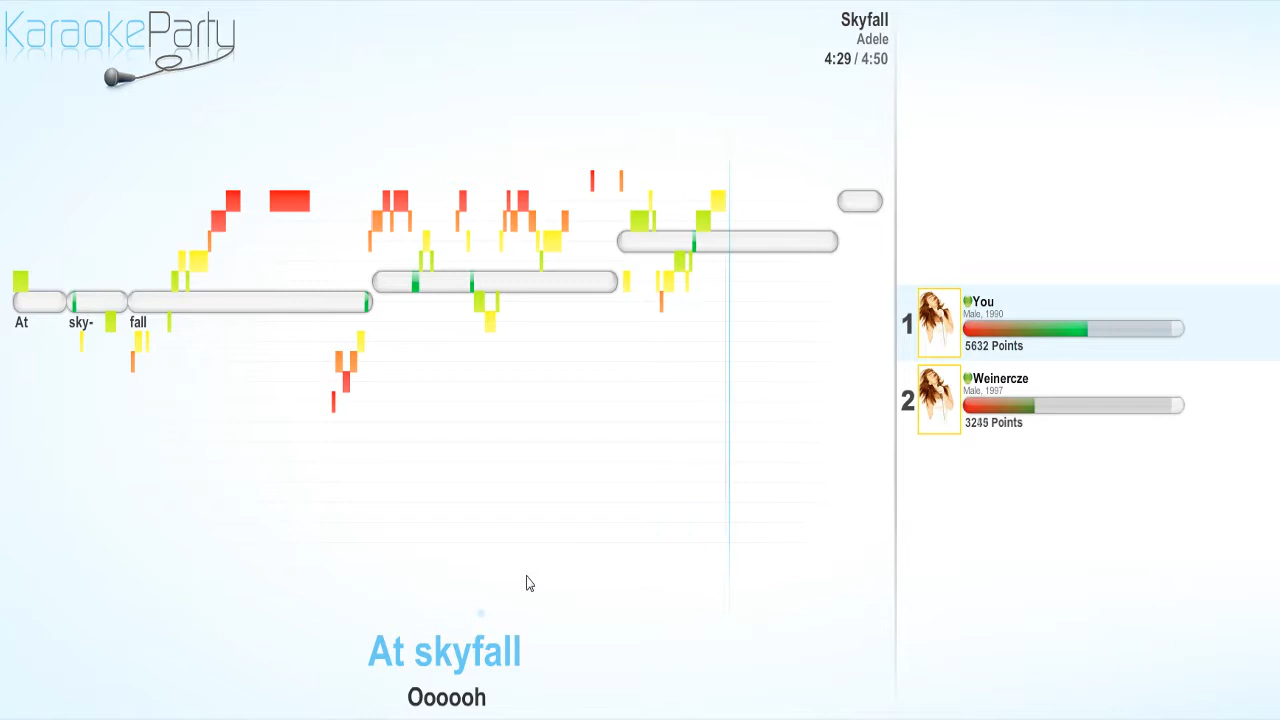 KaraokeParty
Skyfall
Adele
4:29 / 4:50
At sky- fall
1
You
Male, 1990
5632 Points
2
Weinercze
Male, 1997
3245 Points
At skyfall
Oooooh